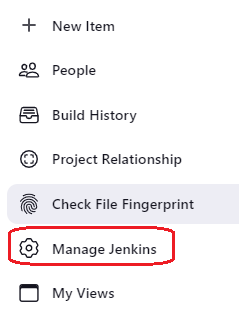 New Item
People
Build History
Project Relationship
Check File Fingerprint
Manage Jenkins
My Views